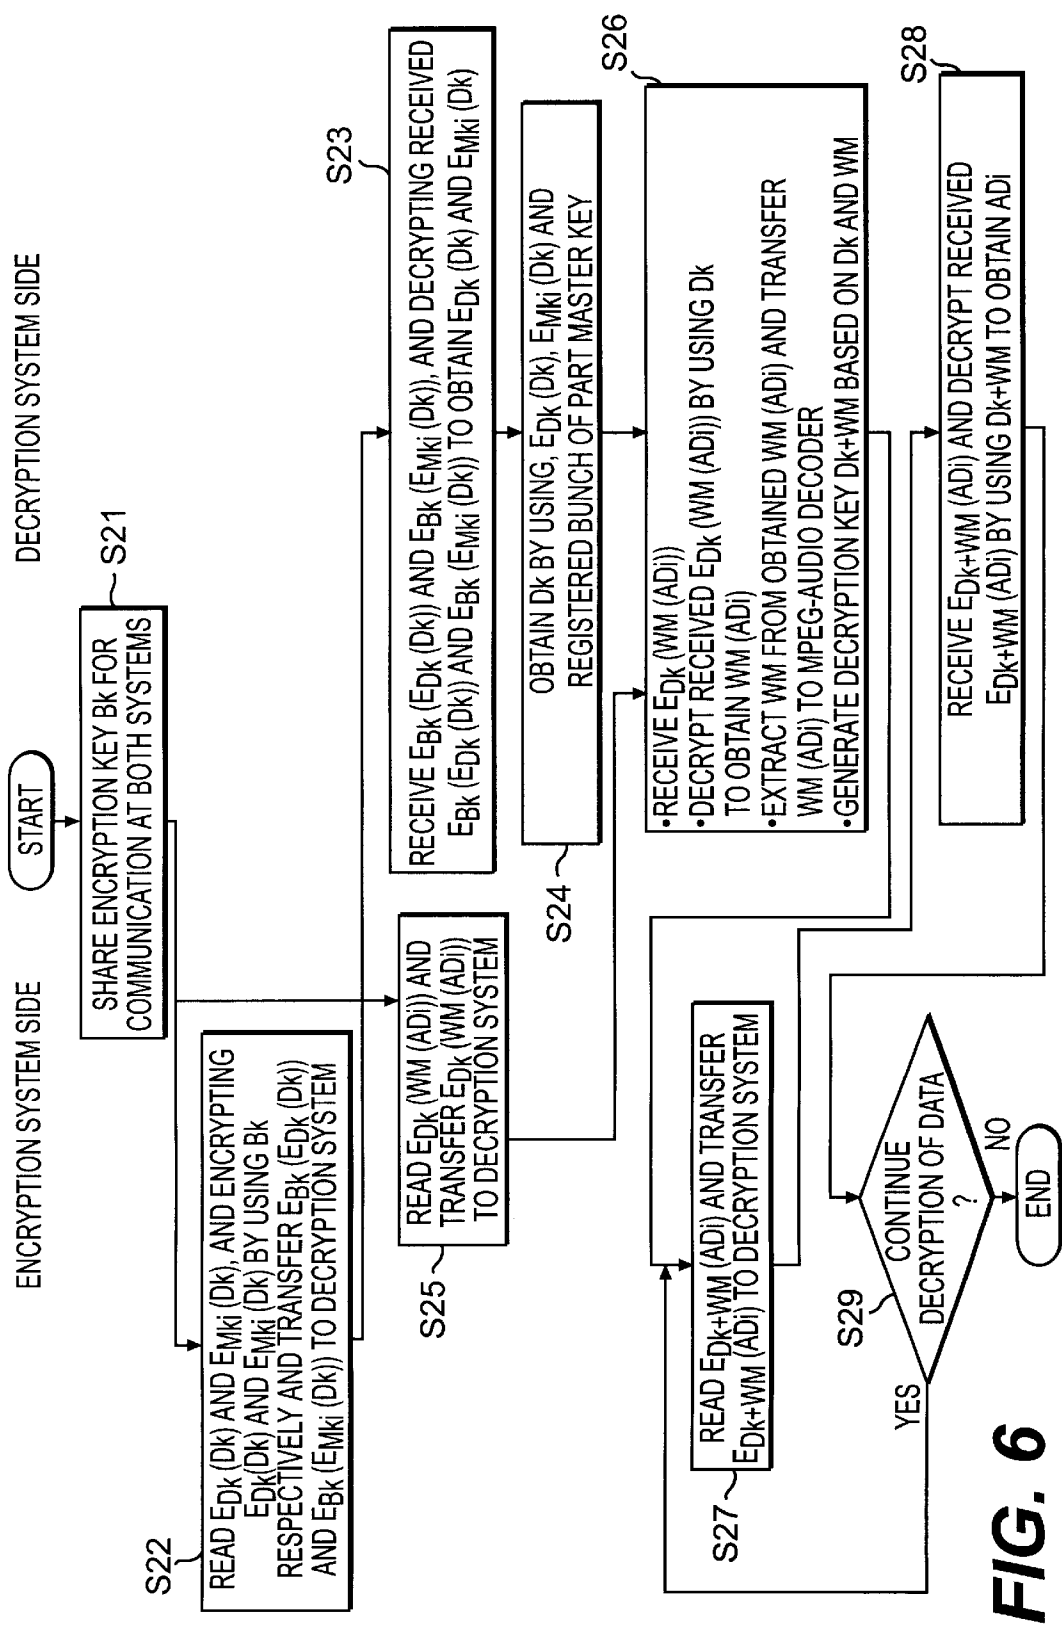 ENCRYPTION SYSTEM SIDE
DECRYPTION SYSTEM SIDE
START
S21
SHARE ENCRYPTION KEY Bk FOR
COMMUNICATION AT BOTH SYSTEMS
S22
READ EDk (Dk) AND EMki (Dk), AND ENCRYPTING
EDk(Dk) AND EMki (Dk) BY USING Bk
RESPECTIVELY AND TRANSFER EBk (EDk (Dk))
AND EBk (EMki (Dk)) TO DECRYPTION SYSTEM
S23
RECEIVE EBk (EDk (Dk)) AND EBk (EMki (Dk)), AND DECRYPTING RECEIVED
EBk (EDk (Dk)) AND EBk (EMki (Dk)) TO OBTAIN EDk (Dk) AND EMki (Dk)
S24
OBTAIN Dk BY USING, EDk (Dk), EMki (Dk) AND
REGISTERED BUNCH OF PART MASTER KEY
S25
READ EDk (WM (ADi)) AND
TRANSFER EDk (WM (ADi))
TO DECRYPTION SYSTEM
S26
•RECEIVE EDk (WM (ADi))
•DECRYPT RECEIVED EDk (WM (ADi)) BY USING Dk
TO OBTAIN WM (ADi)
•EXTRACT WM FROM OBTAINED WM (ADi) AND TRANSFER
WM (ADi) TO MPEG-AUDIO DECODER
•GENERATE DECRYPTION KEY Dk+WM BASED ON Dk AND WM
S27
READ EDk+WM (ADi) AND TRANSFER
EDk+WM (ADi) TO DECRYPTION SYSTEM
S28
RECEIVE EDk+WM (ADi) AND DECRYPT RECEIVED
EDk+WM (ADi) BY USING Dk+WM TO OBTAIN ADi
S29
CONTINUE
DECRYPTION OF DATA
?
YES
NO
END
FIG. 6